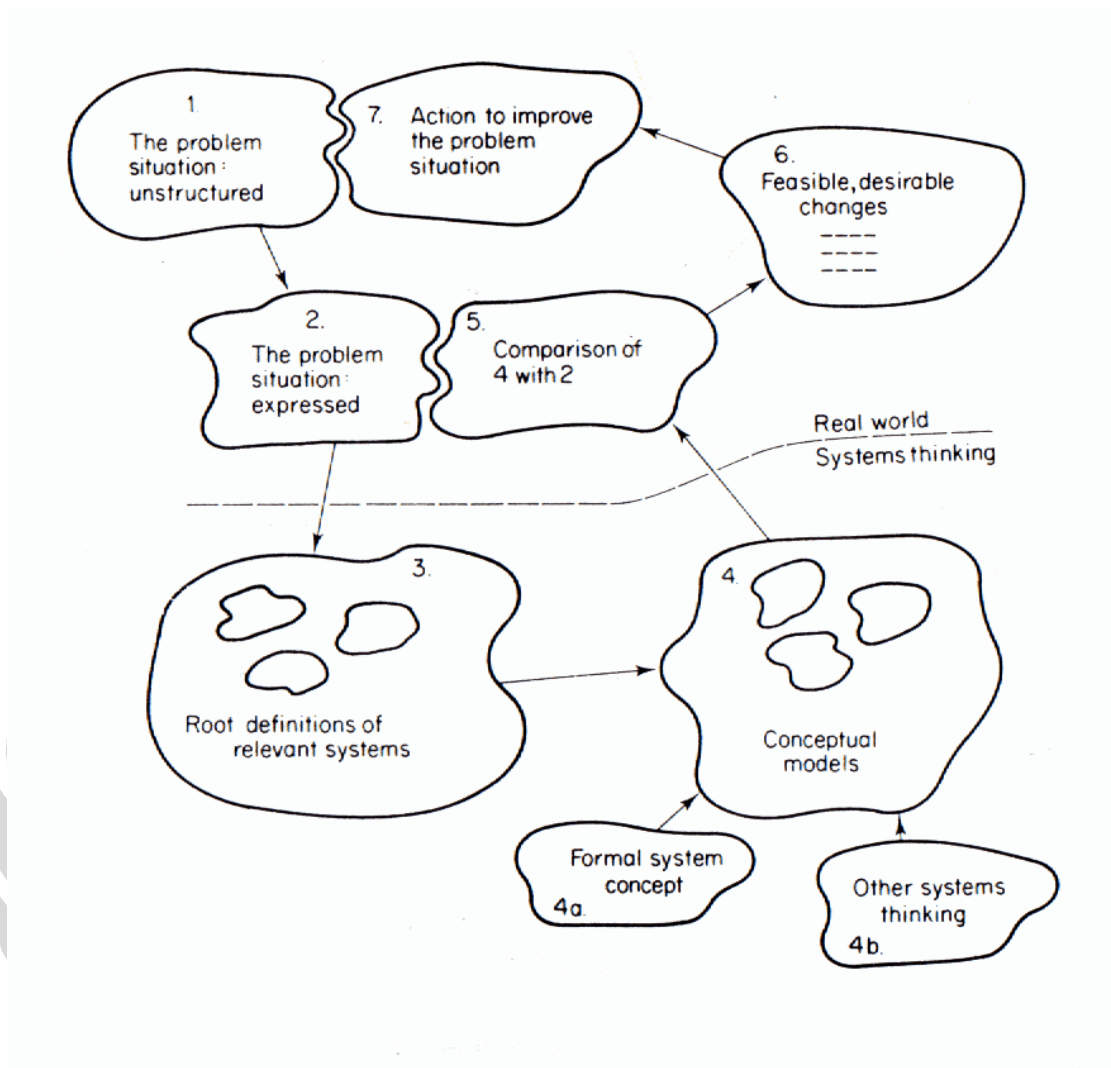 1.
The problem
situation:
unstructured
7. Action to improve
the problem
situation
6.
Feasible, desirable
changes
2.
The problem
situation:
expressed
5.
Comparison of
4 with 2
Real world
Systems thinking
3.
Root definitions of
relevant systems
4.
Conceptual
models
Formal system
concept
4a.
Other systems
thinking
4b.